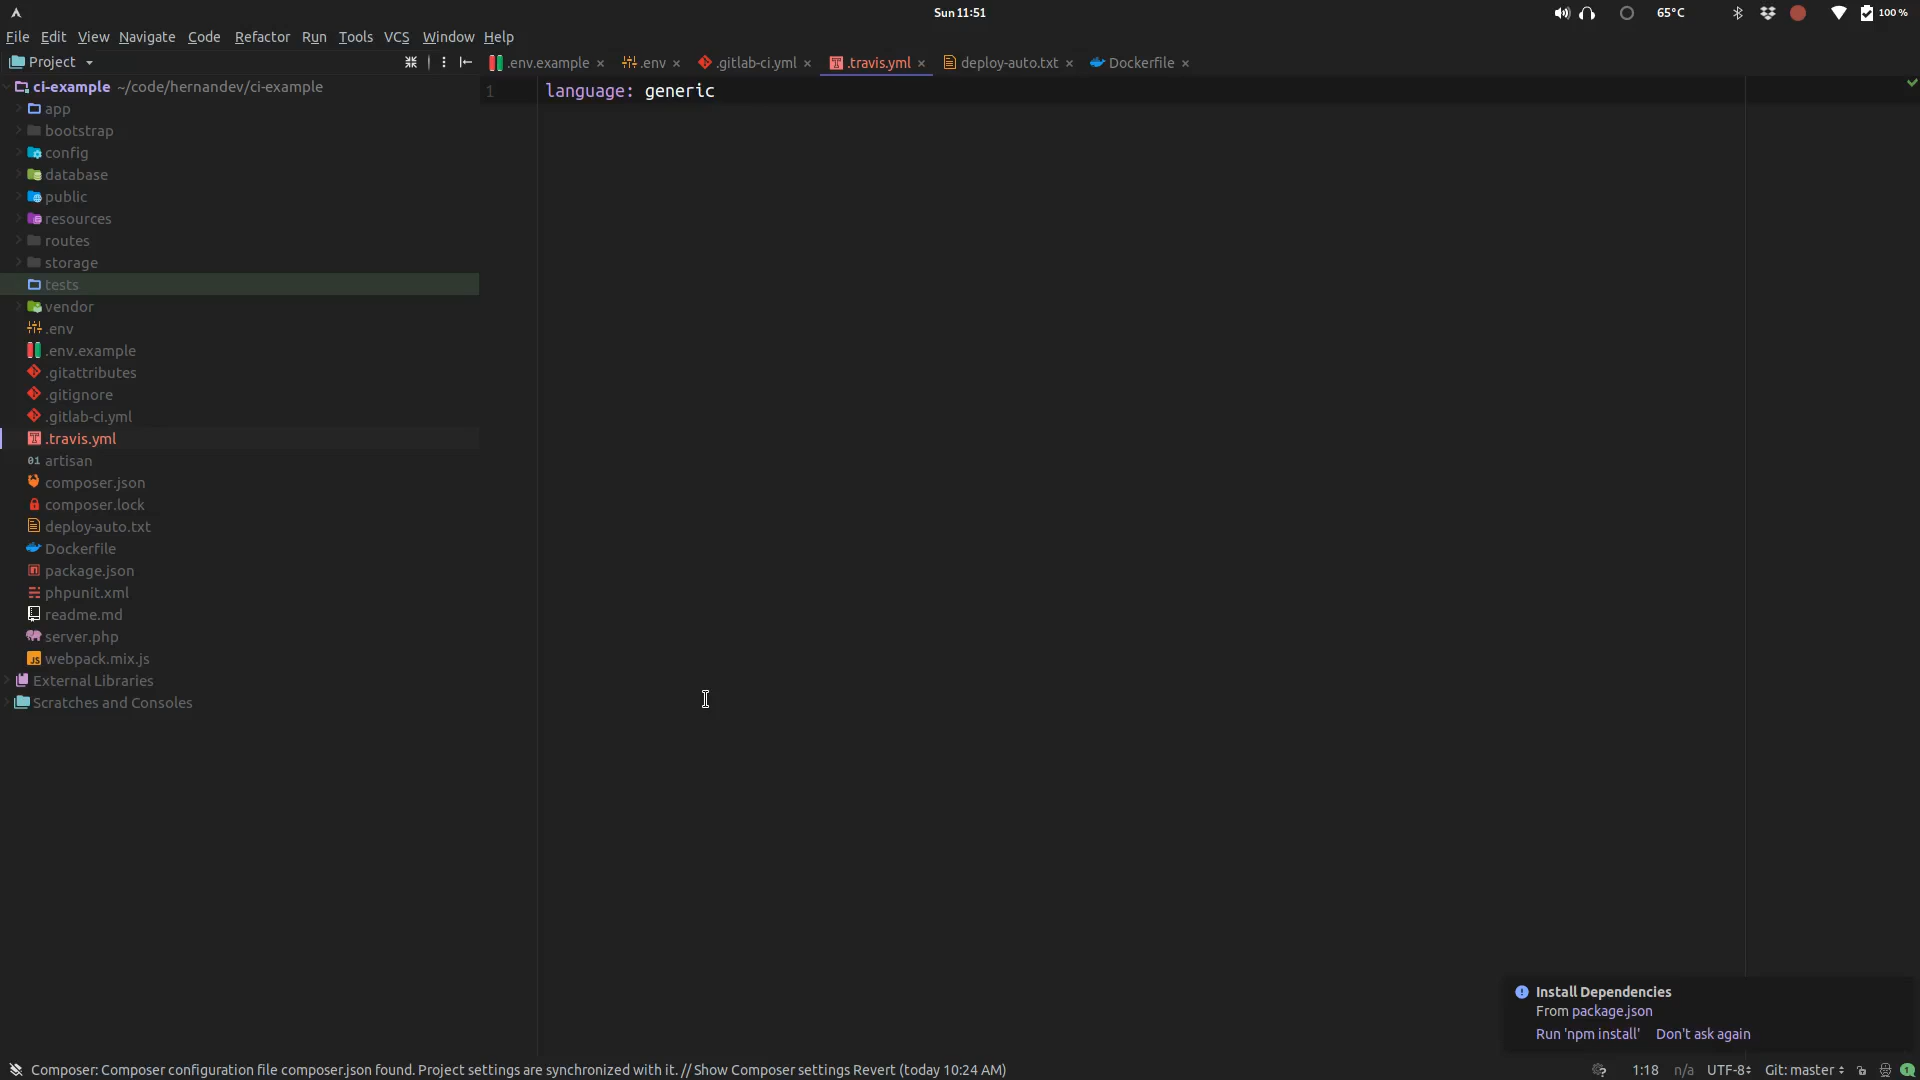 Sun 11:51
65°C
100 %
File Edit View Navigate Code Refactor Run Tools VCS Window Help
Project
.env.example
.env
.gitlab-ci.yml
.travis.yml
deploy-auto.txt
Dockerfile
ci-example ~/code/hernandev/ci-example
1 language: generic
app
bootstrap
config
database
public
resources
routes
storage
tests
vendor
.env
.env.example
.gitattributes
.gitignore
.gitlab-ci.yml
.travis.yml
artisan
composer.json
composer.lock
deploy-auto.txt
Dockerfile
package.json
phpunit.xml
readme.md
server.php
webpack.mix.js
External Libraries
Scratches and Consoles
Install Dependencies
From package.json
Run 'npm install' Don't ask again
Composer: Composer configuration file composer.json found. Project settings are synchronized with it. // Show Composer settings Revert (today 10:24 AM)
1:18 n/a UTF-8 Git: master 1